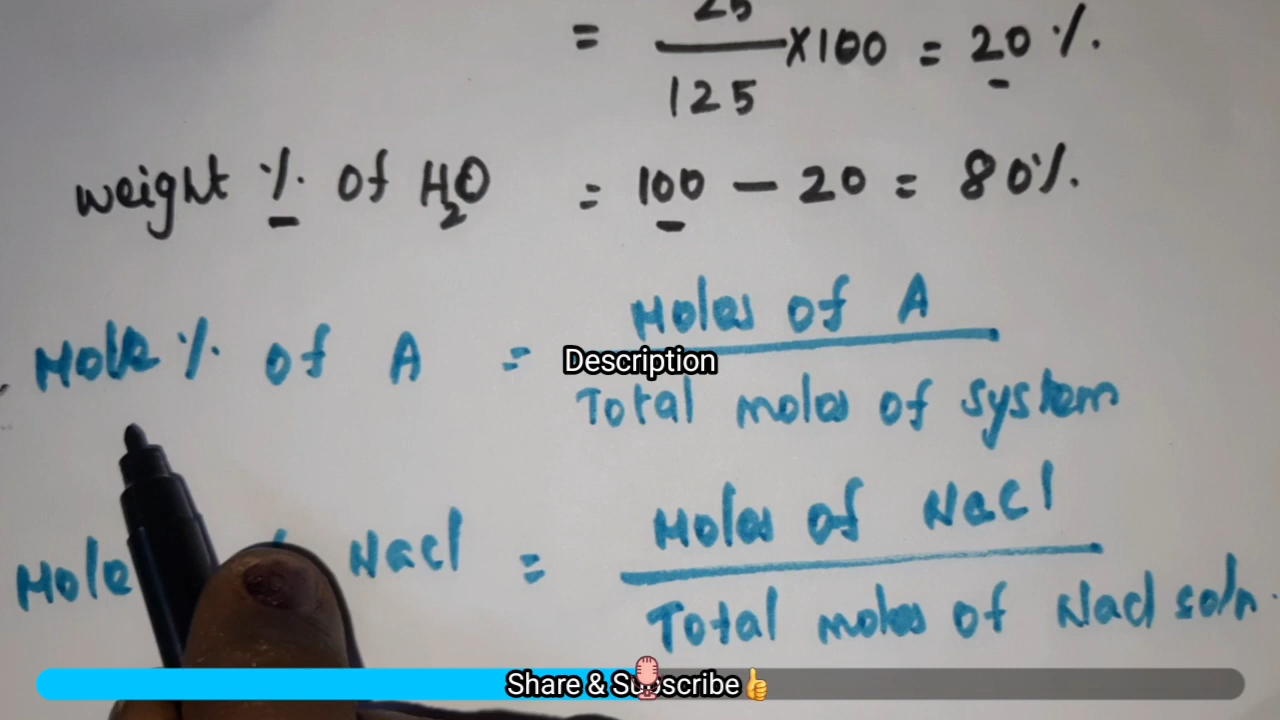 = 25/125 X100 = 20%.
weight % of H2O = 100 - 20 = 80%.
Moles of A
Mole % of A =
Description
Total moles of system
Moles of NaCl
Mole NaCl =
Total moles of NaCl soln.
Share & Subscribe👍